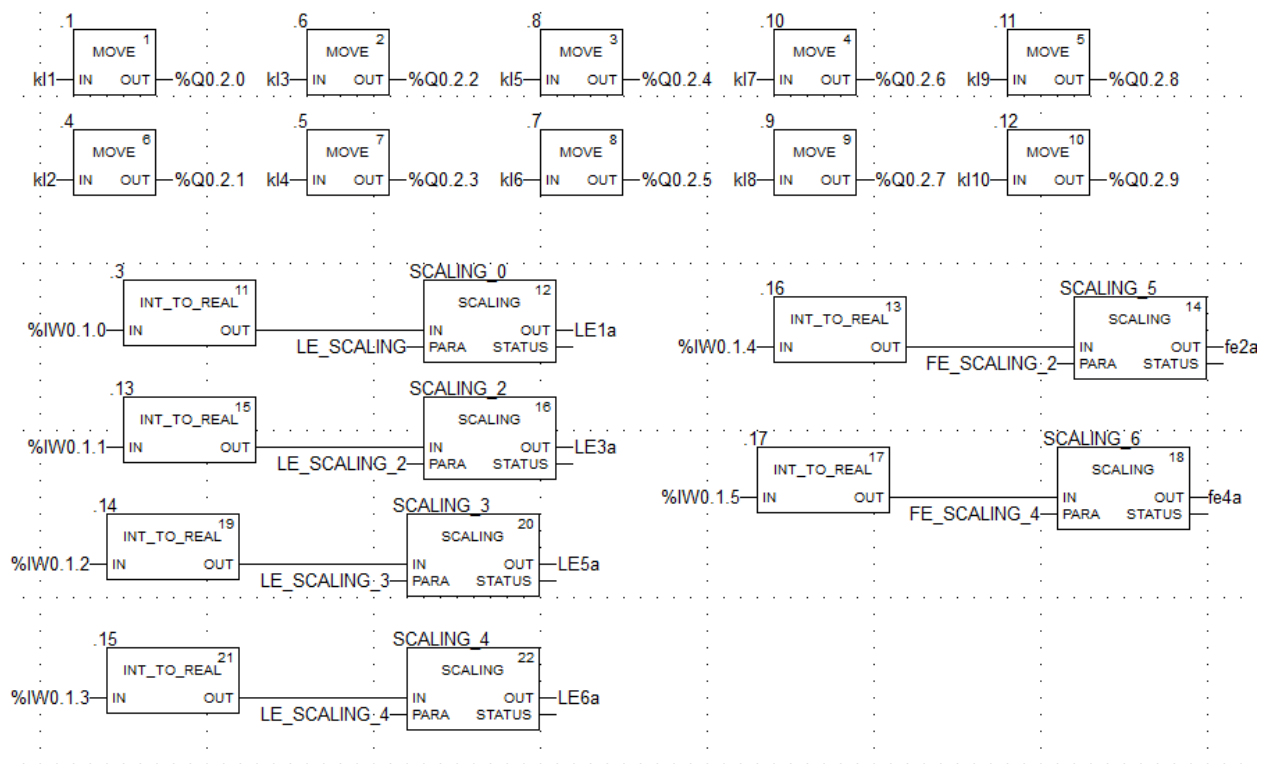 .1 .6 .8 .10 .11
MOVE 1 MOVE 2 MOVE 3 MOVE 4 MOVE 5
kl1 IN OUT %Q0.2.0 kl3 IN OUT %Q0.2.2 kl5 IN OUT %Q0.2.4 kl7 IN OUT %Q0.2.6 kl9 IN OUT %Q0.2.8
.4 .5 .7 .9 .12
MOVE 6 MOVE 7 MOVE 8 MOVE 9 MOVE 10
kl2 IN OUT %Q0.2.1 kl4 IN OUT %Q0.2.3 kl6 IN OUT %Q0.2.5 kl8 IN OUT %Q0.2.7 kl10 IN OUT %Q0.2.9
.3 SCALING_0
INT_TO_REAL 11 SCALING 12
%IW0.1.0 IN OUT IN OUT LE1a
LE_SCALING PARA STATUS
.16 SCALING_5
INT_TO_REAL 13 SCALING 14
%IW0.1.4 IN OUT IN OUT fe2a
FE_SCALING_2 PARA STATUS
.13 SCALING_2
INT_TO_REAL 15 SCALING 16
%IW0.1.1 IN OUT IN OUT LE3a
LE_SCALING_2 PARA STATUS
.17 SCALING_6
INT_TO_REAL 17 SCALING 18
%IW0.1.5 IN OUT IN OUT fe4a
FE_SCALING_4 PARA STATUS
.14 SCALING_3
INT_TO_REAL 19 SCALING 20
%IW0.1.2 IN OUT IN OUT LE5a
LE_SCALING_3 PARA STATUS
.15 SCALING_4
INT_TO_REAL 21 SCALING 22
%IW0.1.3 IN OUT IN OUT LE6a
LE_SCALING_4 PARA STATUS